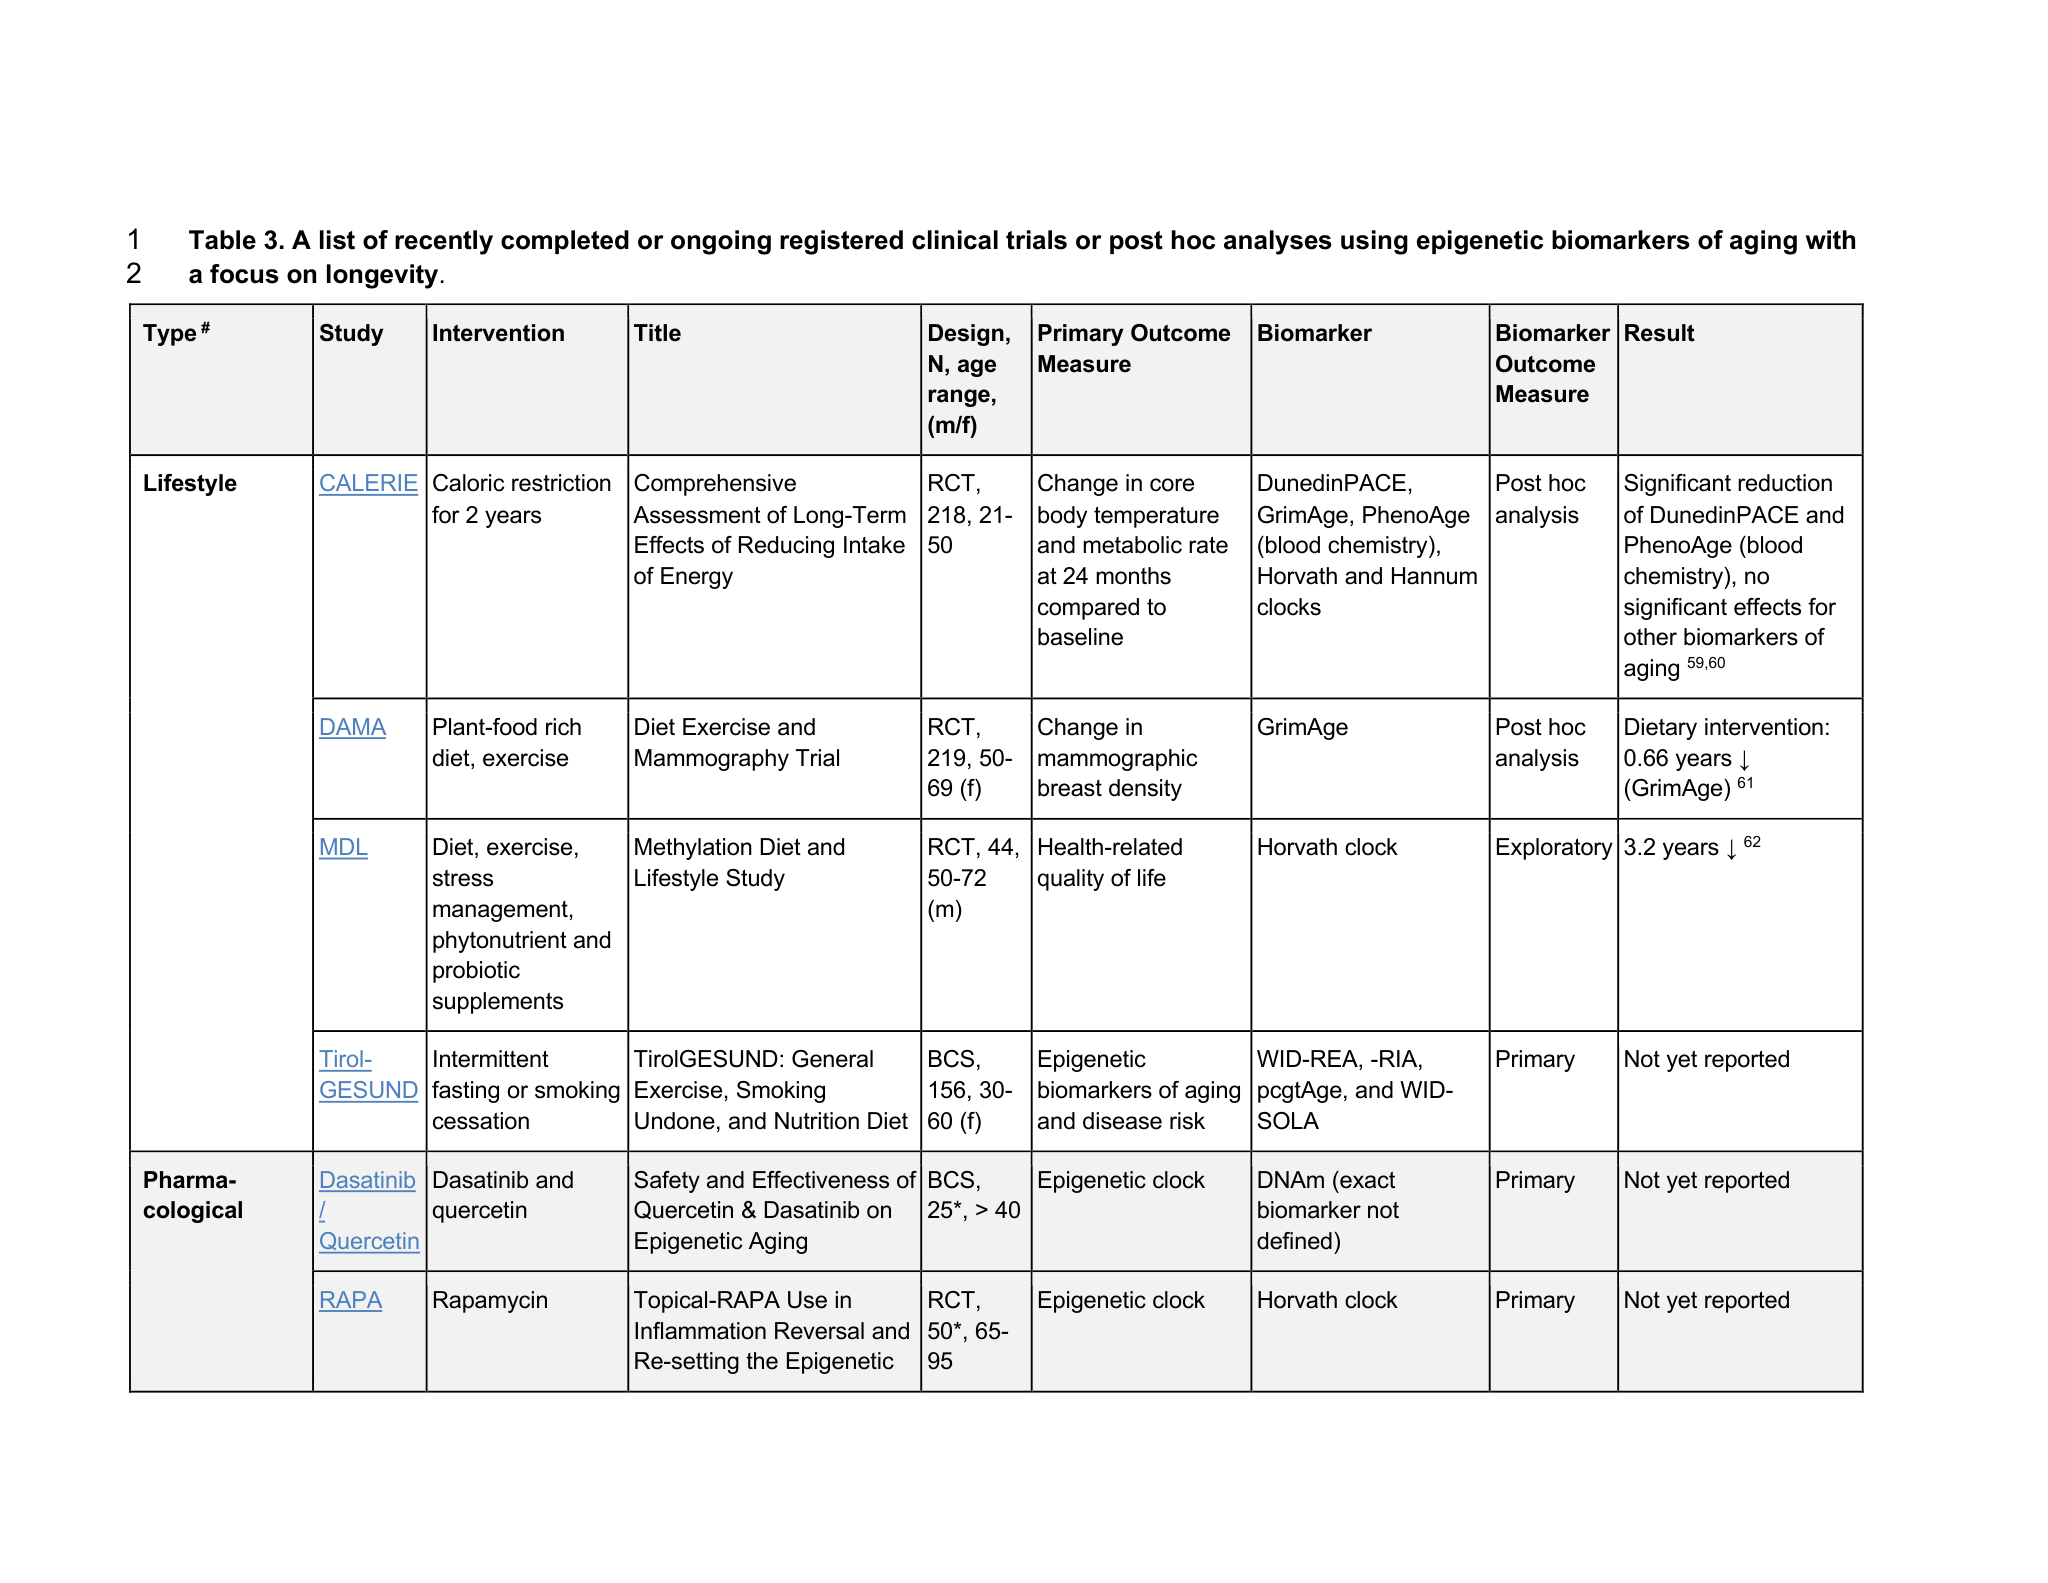 1 Table 3. A list of recently completed or ongoing registered clinical trials or post hoc analyses using epigenetic biomarkers of aging with
2 a focus on longevity.
Type #
Study
Intervention
Title
Design,
N, age
range,
(m/f)
Primary Outcome
Measure
Biomarker
Biomarker
Outcome
Measure
Result
Lifestyle
CALERIE
Caloric restriction
for 2 years
Comprehensive
Assessment of Long-Term
Effects of Reducing Intake
of Energy
RCT,
218, 21-
50
Change in core
body temperature
and metabolic rate
at 24 months
compared to
baseline
DunedinPACE,
GrimAge, PhenoAge
(blood chemistry),
Horvath and Hannum
clocks
Post hoc
analysis
Significant reduction
of DunedinPACE and
PhenoAge (blood
chemistry), no
significant effects for
other biomarkers of
aging 59,60
DAMA
Plant-food rich
diet, exercise
Diet Exercise and
Mammography Trial
RCT,
219, 50-
69 (f)
Change in
mammographic
breast density
GrimAge
Post hoc
analysis
Dietary intervention:
0.66 years ↓
(GrimAge) 61
MDL
Diet, exercise,
stress
management,
phytonutrient and
probiotic
supplements
Methylation Diet and
Lifestyle Study
RCT, 44,
50-72
(m)
Health-related
quality of life
Horvath clock
Exploratory
3.2 years ↓ 62
Tirol-
GESUND
Intermittent
fasting or smoking
cessation
TirolGESUND: General
Exercise, Smoking
Undone, and Nutrition Diet
BCS,
156, 30-
60 (f)
Epigenetic
biomarkers of aging
and disease risk
WID-REA, -RIA,
pcgtAge, and WID-
SOLA
Primary
Not yet reported
Pharma-
cological
Dasatinib
/
Quercetin
Dasatinib and
quercetin
Safety and Effectiveness of
Quercetin & Dasatinib on
Epigenetic Aging
BCS,
25*, > 40
Epigenetic clock
DNAm (exact
biomarker not
defined)
Primary
Not yet reported
RAPA
Rapamycin
Topical-RAPA Use in
Inflammation Reversal and
Re-setting the Epigenetic
RCT,
50*, 65-
95
Epigenetic clock
Horvath clock
Primary
Not yet reported